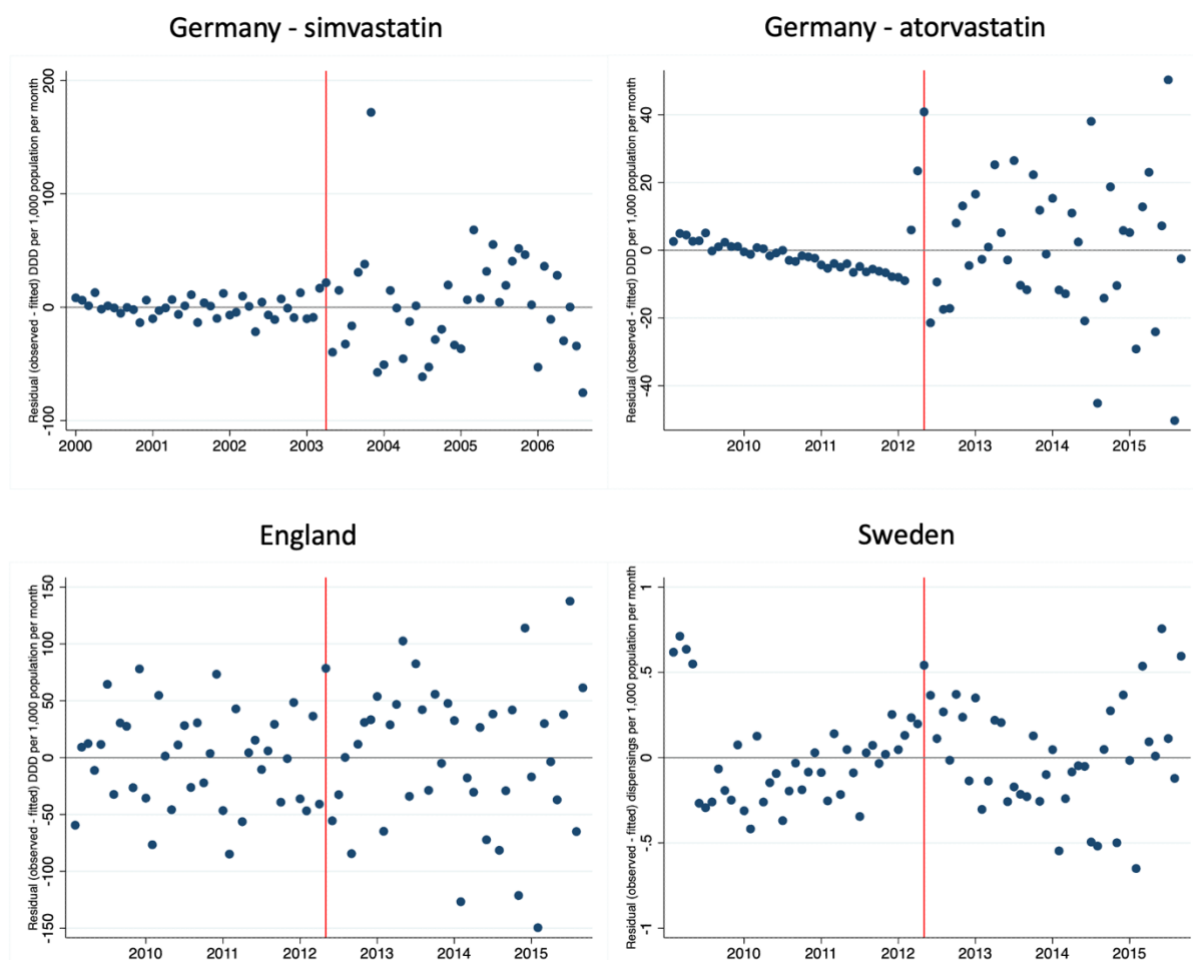 Germany - simvastatin
Residual (observed - fitted) DDD per 1,000 population per month
200
100
0
-100
2000 2001 2002 2003 2004 2005 2006
Germany - atorvastatin
Residual (observed - fitted) DDD per 1,000 population per month
40
20
0
-20
-40
2010 2011 2012 2013 2014 2015
England
Residual (observed - fitted) DDD per 1,000 population per month
150
100
50
0
-50
-100
-150
2010 2011 2012 2013 2014 2015
Sweden
Residual (observed - fitted) dispensings per 1,000 population per month
1
.5
0
-.5
-1
2010 2011 2012 2013 2014 2015